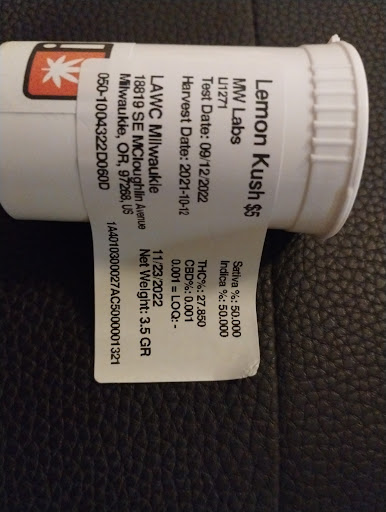 Lemon Kush $5
MW Labs
LI1271
Test Date: 09/12/2022
Harvest Date: 2021-10-12
Sativa %: 50.000
Indica %: 50.000
THC%: 27.850
CBD%: 0.001
0.001 = LOQ: -
LAWC Milwaukie
18819 SE MCloughlin Avenue
Milwaukie, OR, 97268, US
050-1004322D060D
11/23/2022
Net Weight: 3.5 GR
1A4010300027AC5000001321
!